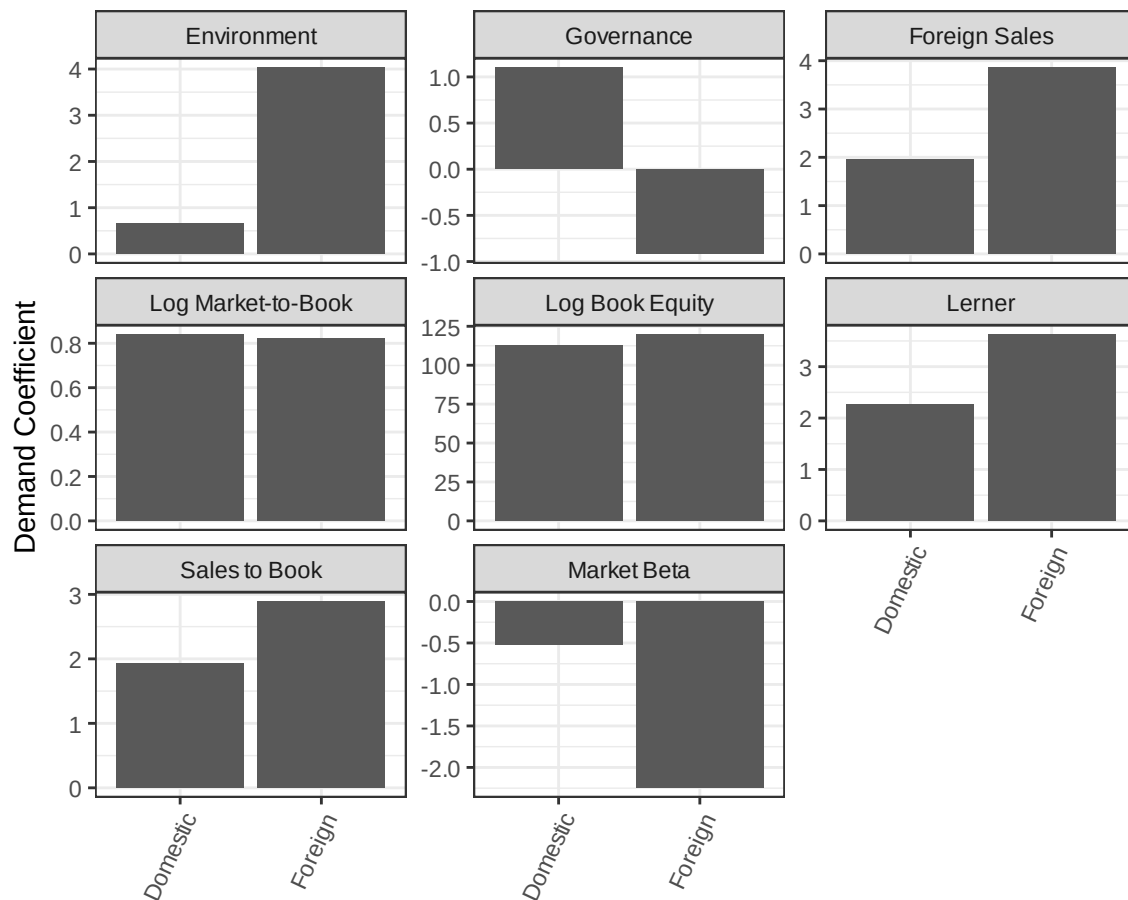 Environment
Governance
Foreign Sales
4
3
2
1
0
1.0
0.5
0.0
-0.5
-1.0
4
3
2
1
0
Demand Coefficient
Log Market-to-Book
Log Book Equity
Lerner
0.8
0.6
0.4
0.2
0.0
125
100
75
50
25
0
3
2
1
0
Domestic
Foreign
Sales to Book
Market Beta
3
2
1
0
0.0
-0.5
-1.0
-1.5
-2.0
Domestic
Foreign
Domestic
Foreign